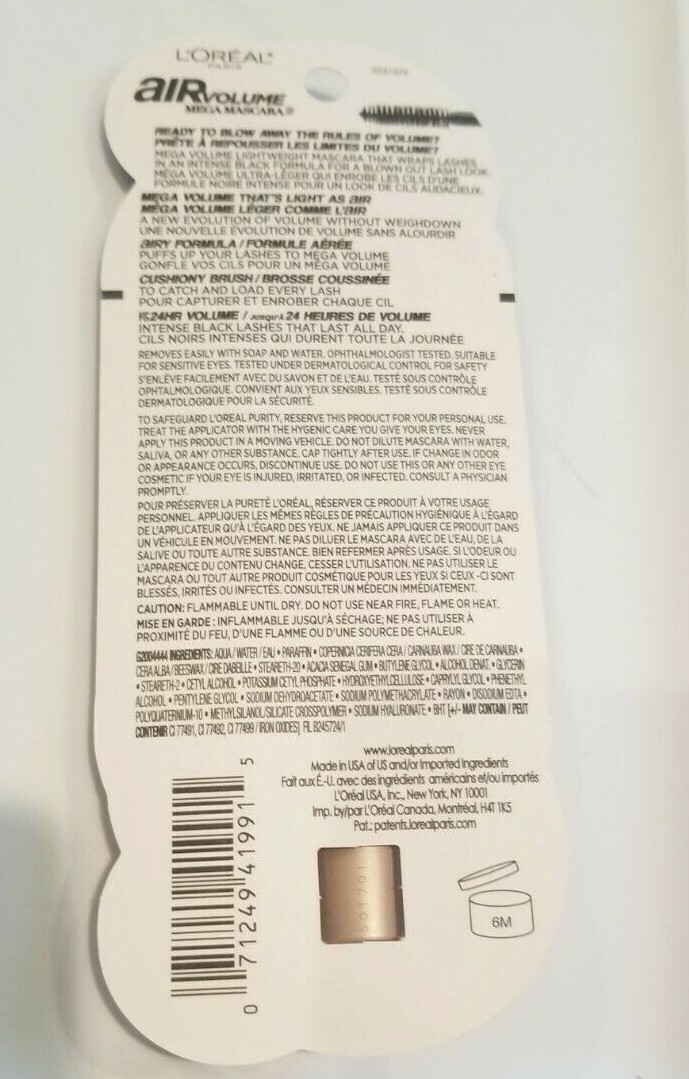 L'ORÉAL
PARIS
aIR VOLUME
MEGA MASCARA
READY TO BLOW AWAY THE RULES OF VOLUME?
PRÊTE À REPOUSSER LES LIMITES DU VOLUME?
MEGA VOLUME LIGHTWEIGHT MASCARA THAT WRAPS LASHES
IN AN INTENSE BLACK FORMULA FOR A BLOWN OUT LASH LOOK.
MÉGA VOLUME ULTRA-LÉGER QUI ENROBE LES CILS D'UNE
FORMULE NOIRE INTENSE POUR UN LOOK DE CILS AUDACIEUX.
MEGA VOLUME THAT'S LIGHT AS aIR
MÉGA VOLUME LÉGER COMME L'aIR
A NEW EVOLUTION OF VOLUME WITHOUT WEIGHDOWN
UNE NOUVELLE ÉVOLUTION DE VOLUME SANS ALOURDIR
aIRY FORMULA / FORMULE AÉRÉE
PUFFS UP YOUR LASHES TO MEGA VOLUME
GONFLE VOS CILS POUR UN MÉGA VOLUME
CUSHIONY BRUSH / BROSSE COUSSINÉE
TO CATCH AND LOAD EVERY LASH
POUR CAPTURER ET ENROBER CHAQUE CIL
24HR VOLUME / JUSQU'À 24 HEURES DE VOLUME
INTENSE BLACK LASHES THAT LAST ALL DAY.
CILS NOIRS INTENSES QUI DURENT TOUTE LA JOURNÉE
REMOVES EASILY WITH SOAP AND WATER. OPHTHALMOLOGIST TESTED. SUITABLE
FOR SENSITIVE EYES. TESTED UNDER DERMATOLOGICAL CONTROL FOR SAFETY
S'ENLÈVE FACILEMENT AVEC DU SAVON ET DE L'EAU. TESTÉ SOUS CONTRÔLE
OPHTALMOLOGIQUE. CONVIENT AUX YEUX SENSIBLES. TESTÉ SOUS CONTRÔLE
DERMATOLOGIQUE POUR LA SÉCURITÉ.
TO SAFEGUARD L'OREAL PURITY, RESERVE THIS PRODUCT FOR YOUR PERSONAL USE.
TREAT THE APPLICATOR WITH THE HYGENIC CARE YOU GIVE YOUR EYES. NEVER
APPLY THIS PRODUCT IN A MOVING VEHICLE. DO NOT DILUTE MASCARA WITH WATER,
SALIVA, OR ANY OTHER SUBSTANCE. CAP TIGHTLY AFTER USE. IF CHANGE IN ODOR
OR APPEARANCE OCCURS, DISCONTINUE USE. DO NOT USE THIS OR ANY OTHER EYE
COSMETIC IF YOUR EYE IS INJURED, IRRITATED, OR INFECTED. CONSULT A PHYSICIAN
PROMPTLY.
POUR PRÉSERVER LA PURETÉ L'ORÉAL, RÉSERVER CE PRODUIT À VOTRE USAGE
PERSONNEL. APPLIQUER LES MÊMES RÈGLES DE PRÉCAUTION HYGIÉNIQUE À L'ÉGARD
DE L'APPLICATEUR QU'À L'ÉGARD DES YEUX. NE JAMAIS APPLIQUER CE PRODUIT DANS
UN VÉHICULE EN MOUVEMENT. NE PAS DILUER LE MASCARA AVEC DE L'EAU, DE LA
SALIVE OU TOUTE AUTRE SUBSTANCE. BIEN REFERMER APRÈS USAGE. SI L'ODEUR OU
L'APPARENCE DU CONTENU CHANGE, CESSER L'UTILISATION. NE PAS UTILISER LE
MASCARA OU TOUT AUTRE PRODUIT COSMÉTIQUE POUR LES YEUX SI CEUX -CI SONT
BLESSÉS, IRRITÉS OU INFECTÉS. CONSULTER UN MÉDECIN IMMÉDIATEMENT.
CAUTION: FLAMMABLE UNTIL DRY. DO NOT USE NEAR FIRE, FLAME OR HEAT.
MISE EN GARDE : INFLAMMABLE JUSQU'À SÉCHAGE; NE PAS UTILISER À
PROXIMITÉ DU FEU, D'UNE FLAMME OU D'UNE SOURCE DE CHALEUR.
G2004444 INGREDIENTS: AQUA / WATER / EAU • PARAFFIN • COPERNICIA CERIFERA CERA / CARNAUBA WAX / CIRE DE CARNAUBA •
CERA ALBA / BEESWAX / CIRE DABEILLE • STEARETH-20 • ACACIA SENEGAL GUM • BUTYLENE GLYCOL • ALCOHOL DENAT. • GLYCERIN
• STEARETH-2 • CETYL ALCOHOL • POTASSIUM CETYL PHOSPHATE • HYDROXYETHYLCELLULOSE • CAPRYLYL GLYCOL • PHENETHYL
ALCOHOL • PENTYLENE GLYCOL • SODIUM DEHYDROACETATE • SODIUM POLYMETHACRYLATE • RAYON • DISODIUM EDTA •
POLYQUATERNIUM-10 • METHYLSILANOL/SILICATE CROSSPOLYMER • SODIUM HYALURONATE • BHT [+/- MAY CONTAIN / PEUT
CONTENIR CI 77491, CI 77492, CI 77499 / IRON OXIDES] FIL B245724/1
www.lorealparis.com
Made in USA of US and/or Imported Ingredients
Fait aux É.-U. avec des ingrédients américains et/ou importés
L'Oréal USA, Inc., New York, NY 10001
Imp. by/par L'Oréal Canada, Montréal, H4T 1K5
Pat.: patents.lorealparis.com
0 71249 41991 5
6M